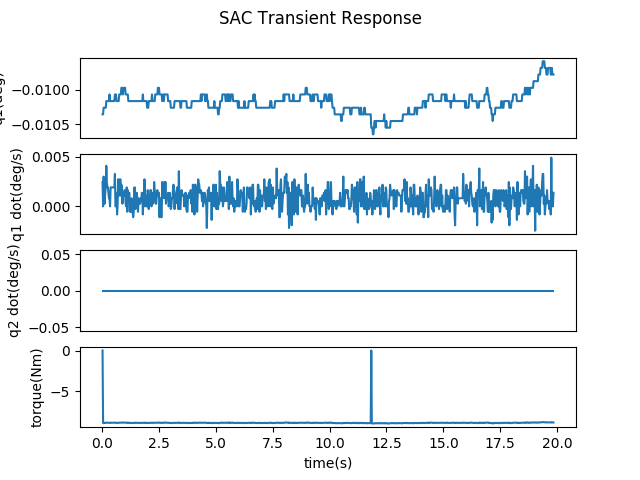 SAC Transient Response
−0.0100
−0.0105
0.005
0.000
q1 dot(deg/s)
0.05
0.00
−0.05
q2 dot(deg/s)
0
−5
torque(Nm)
0.0 2.5 5.0 7.5 10.0 12.5 15.0 17.5 20.0
time(s)